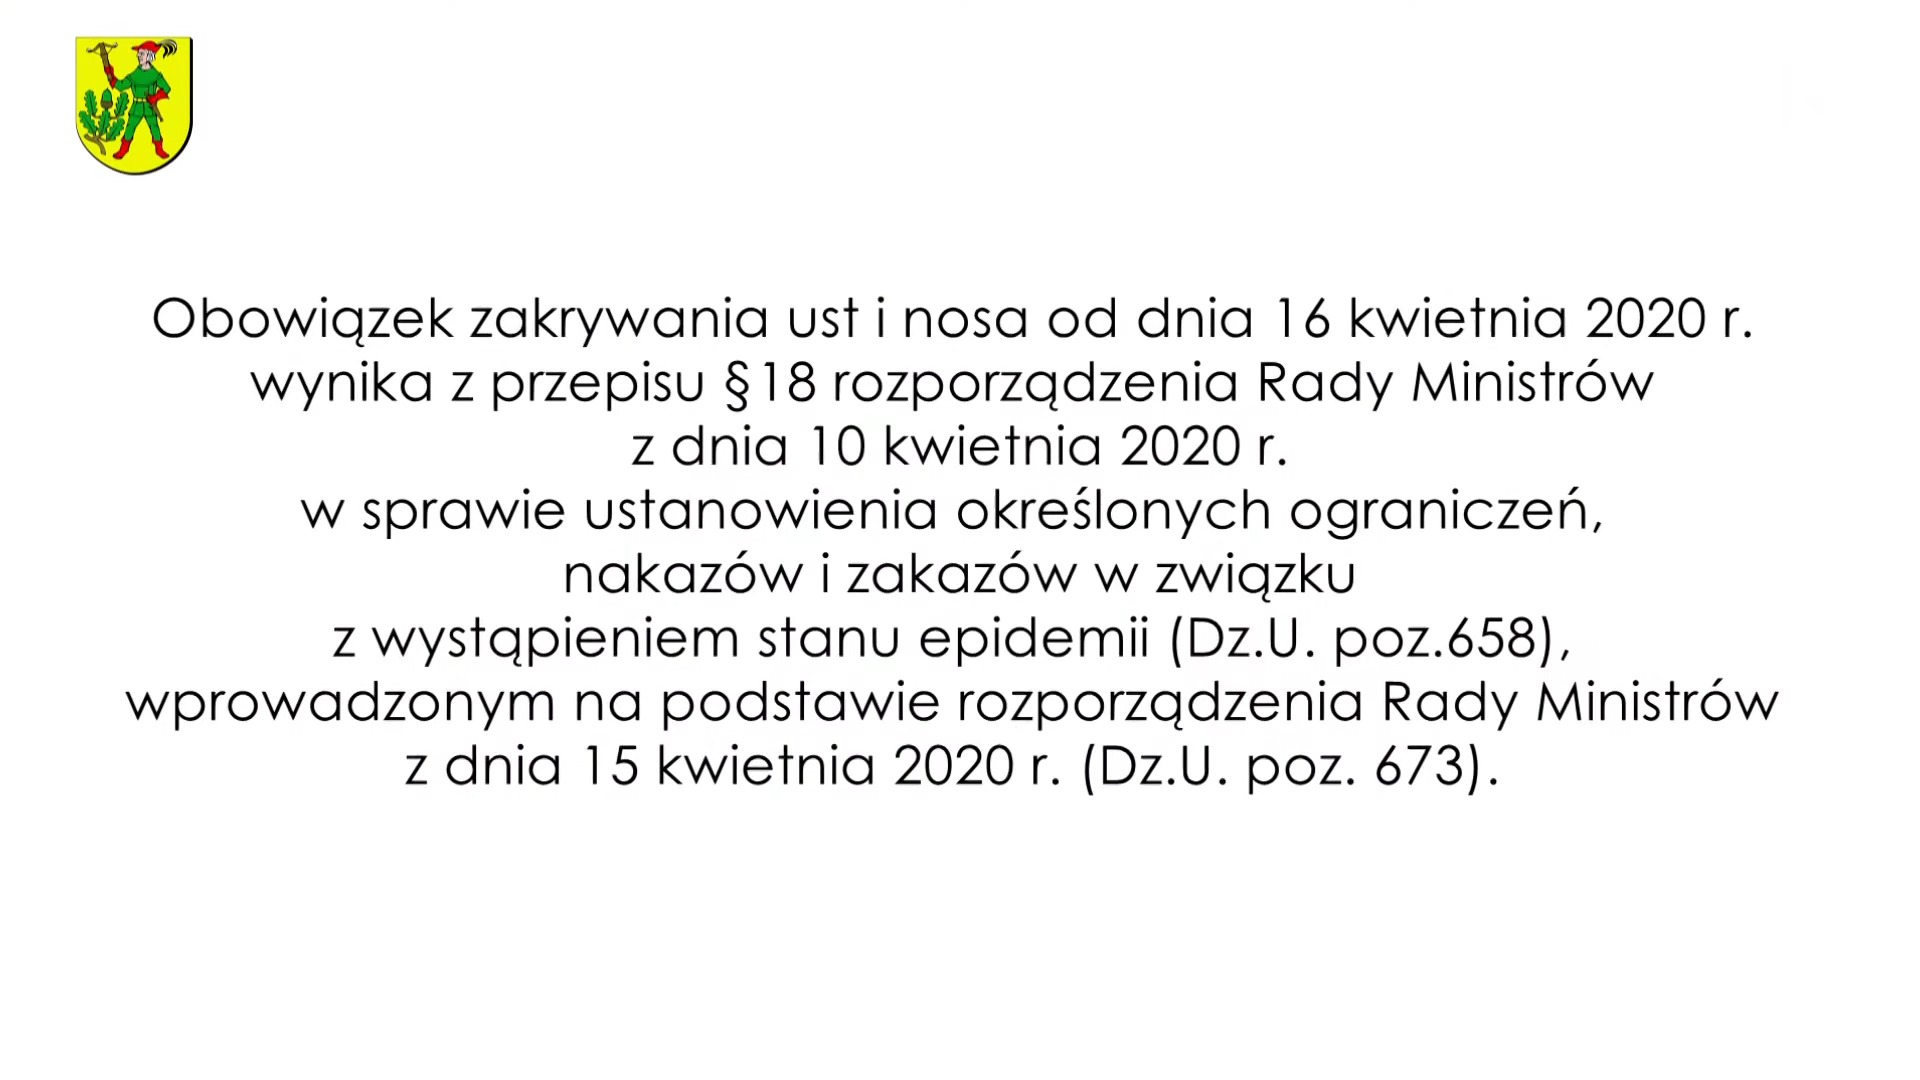 Obowiązek zakrywania ust i nosa od dnia 16 kwietnia 2020 r.
wynika z przepisu §18 rozporządzenia Rady Ministrów
z dnia 10 kwietnia 2020 r.
w sprawie ustanowienia określonych ograniczeń,
nakazów i zakazów w związku
z wystąpieniem stanu epidemii (Dz.U. poz.658),
wprowadzonym na podstawie rozporządzenia Rady Ministrów
z dnia 15 kwietnia 2020 r. (Dz.U. poz. 673).